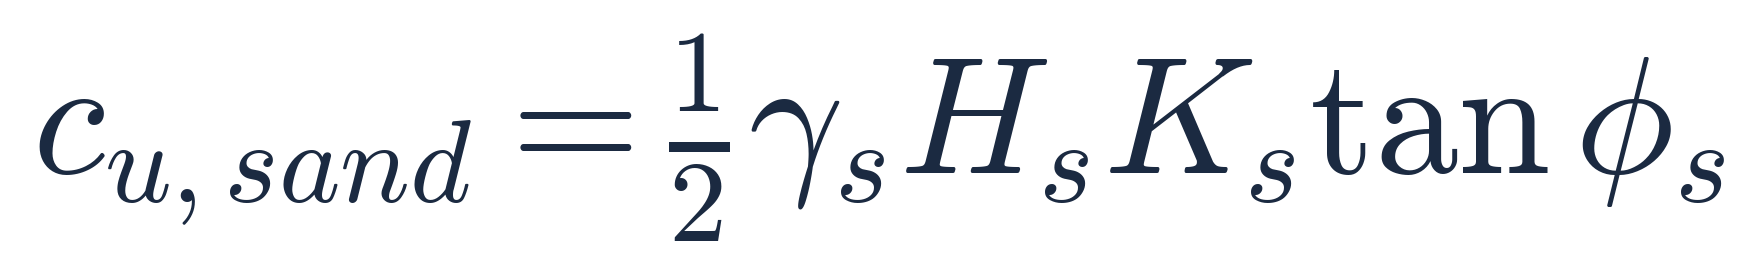 $c_{u,\,sand} = \frac{1}{2} \gamma_s H_s K_s \tan \phi_s$